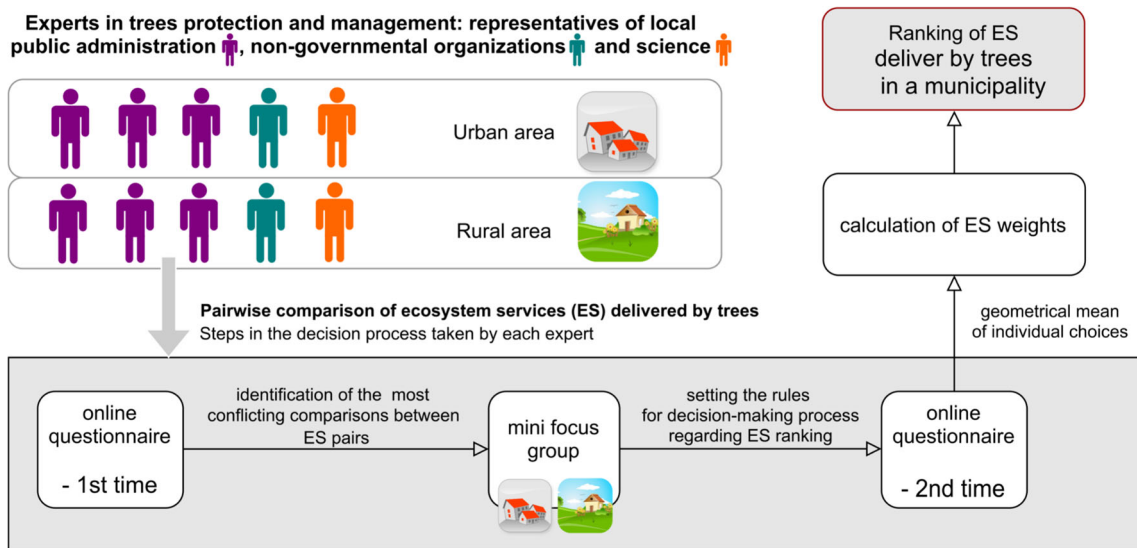 Experts in trees protection and management: representatives of local
public administration , non-governmental organizations and science
Urban area
Rural area
Ranking of ES
deliver by trees
in a municipality
calculation of ES weights
geometrical mean
of individual choices
Pairwise comparison of ecosystem services (ES) delivered by trees
Steps in the decision process taken by each expert
online
questionnaire
- 1st time
identification of the most
conflicting comparisons between
ES pairs
mini focus
group
setting the rules
for decision-making process
regarding ES ranking
online
questionnaire
- 2nd time